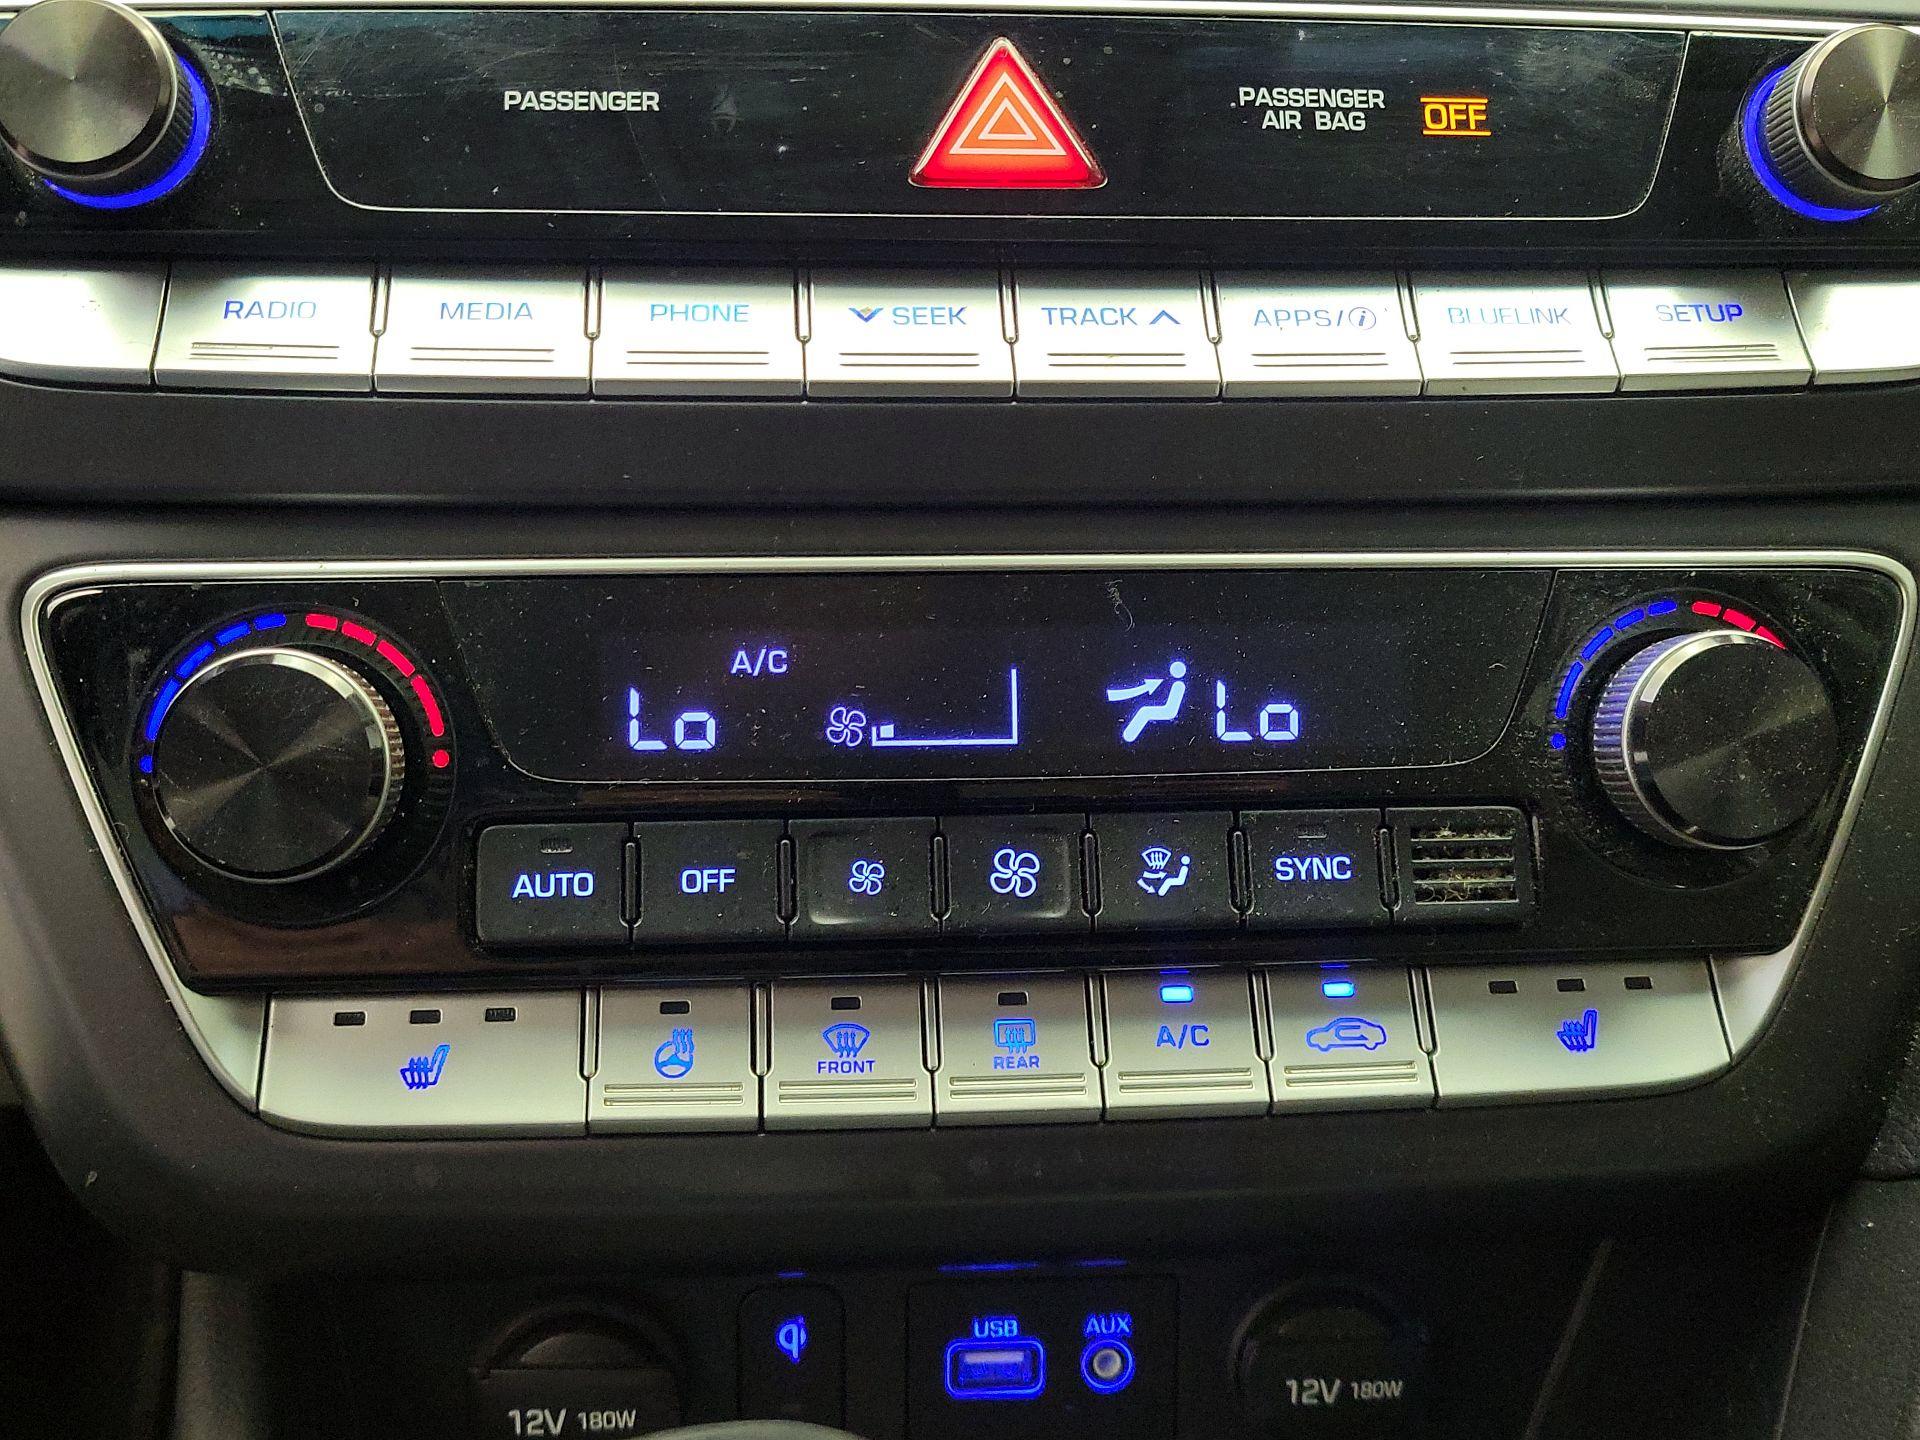 PASSENGER
PASSENGER
AIR BAG OFF
RADIO MEDIA PHONE SEEK TRACK APPS/i BLUELINK SETUP
A/C
Lo Lo
AUTO OFF SYNC
FRONT REAR A/C
USB AUX
qi
12V 180W 12V 180W